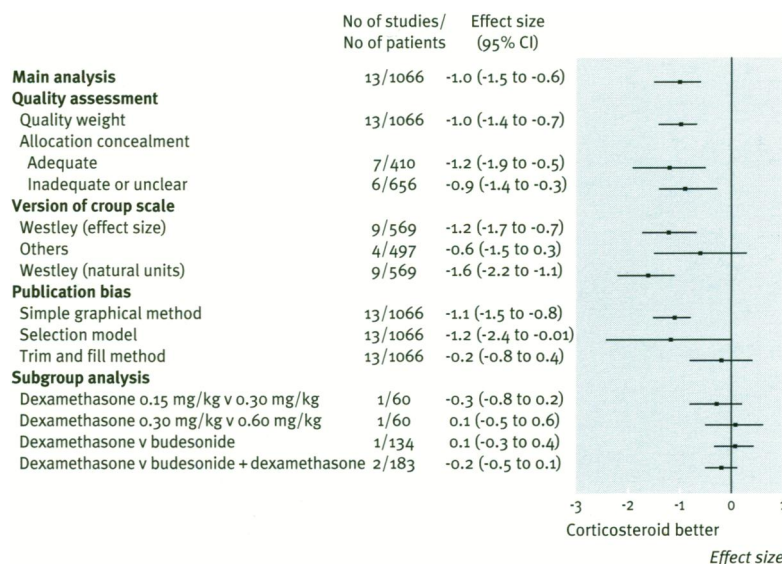 No of studies/ Effect size
No of patients (95% CI)
Main analysis 13/1066 -1.0 (-1.5 to -0.6)
Quality assessment
Quality weight 13/1066 -1.0 (-1.4 to -0.7)
Allocation concealment
Adequate 7/410 -1.2 (-1.9 to -0.5)
Inadequate or unclear 6/656 -0.9 (-1.4 to -0.3)
Version of croup scale
Westley (effect size) 9/569 -1.2 (-1.7 to -0.7)
Others 4/497 -0.6 (-1.5 to 0.3)
Westley (natural units) 9/569 -1.6 (-2.2 to -1.1)
Publication bias
Simple graphical method 13/1066 -1.1 (-1.5 to -0.8)
Selection model 13/1066 -1.2 (-2.4 to -0.01)
Trim and fill method 13/1066 -0.2 (-0.8 to 0.4)
Subgroup analysis
Dexamethasone 0.15 mg/kg v 0.30 mg/kg 1/60 -0.3 (-0.8 to 0.2)
Dexamethasone 0.30 mg/kg v 0.60 mg/kg 1/60 0.1 (-0.5 to 0.6)
Dexamethasone v budesonide 1/134 0.1 (-0.3 to 0.4)
Dexamethasone v budesonide + dexamethasone 2/183 -0.2 (-0.5 to 0.1)
-3 -2 -1 0 1
Corticosteroid better
Effect size